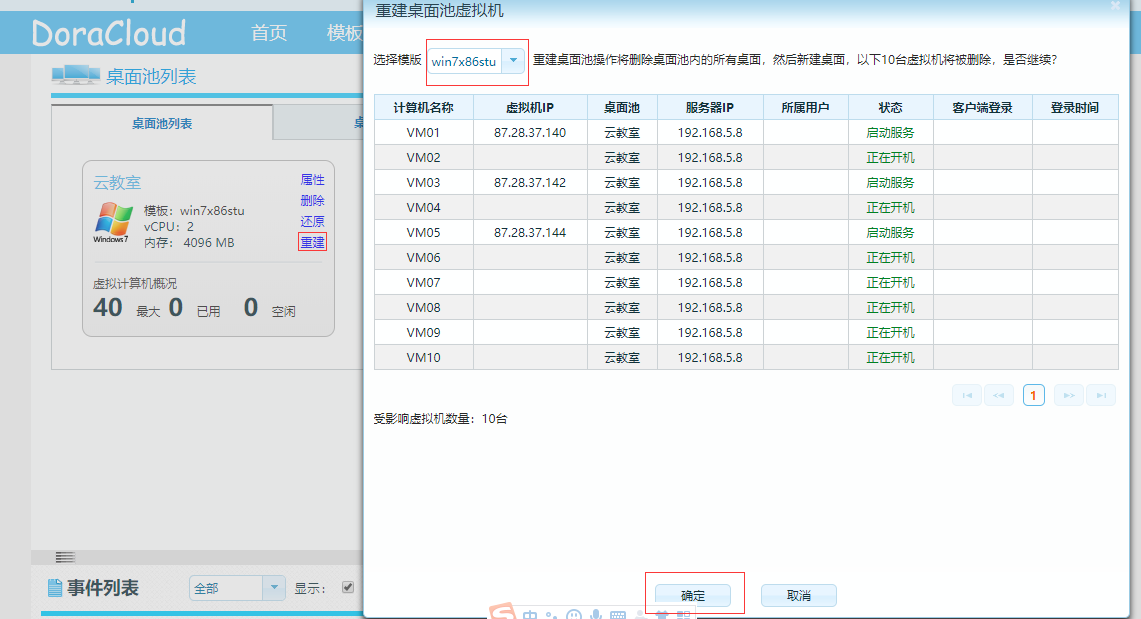 DoraCloud
首页
模板
桌面池列表
桌面池列表
云教室
属性
删除
还原
重建
模板：win7x86stu
vCPU：2
内存： 4096 MB
Windows7
虚拟计算机概况
40 最大 0 已用 0 空闲
事件列表
全部
显示：
重建桌面池虚拟机
选择模版 win7x86stu 重建桌面池操作将删除桌面池内的所有桌面，然后新建桌面，以下10台虚拟机将被删除，是否继续？
计算机名称 虚拟机IP 桌面池 服务器IP 所属用户 状态 客户端登录 登录时间
VM01 87.28.37.140 云教室 192.168.5.8 启动服务
VM02 云教室 192.168.5.8 正在开机
VM03 87.28.37.142 云教室 192.168.5.8 启动服务
VM04 云教室 192.168.5.8 正在开机
VM05 87.28.37.144 云教室 192.168.5.8 启动服务
VM06 云教室 192.168.5.8 正在开机
VM07 云教室 192.168.5.8 正在开机
VM08 云教室 192.168.5.8 正在开机
VM09 云教室 192.168.5.8 正在开机
VM10 云教室 192.168.5.8 正在开机
1
受影响虚拟机数量：10台
确定
取消
中